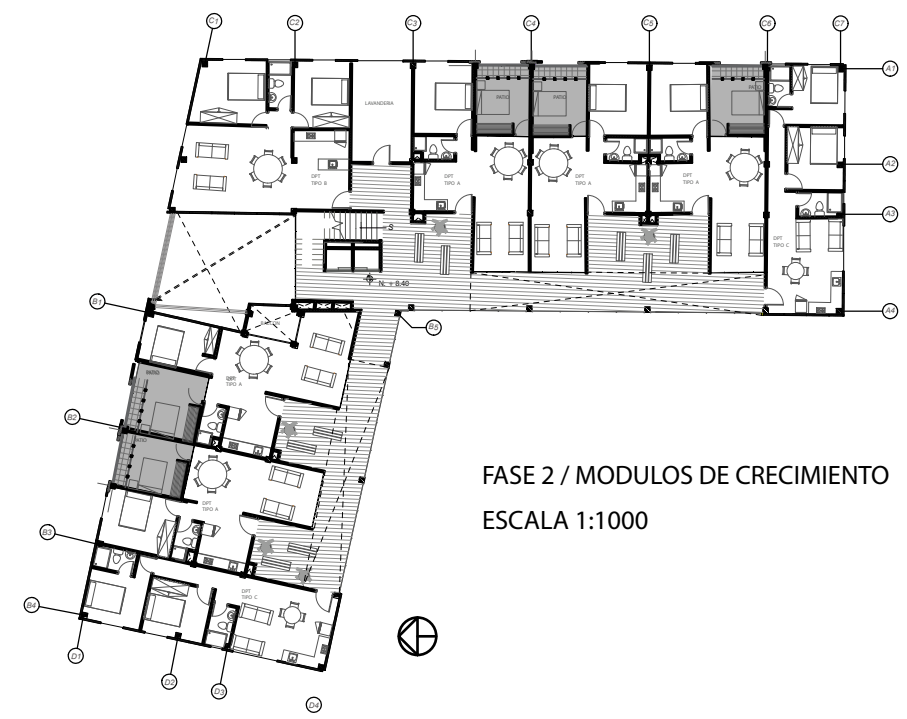 C1
C2
C3
C4
C5
C6
C7
A1
A2
A3
A4
LAVANDERIA
PATIO
PATIO
PATIO
DPT
TIPO B
DPT
TIPO A
DPT
TIPO A
DPT
TIPO A
DPT
TIPO C
S
N. + 8.40
B1
B5
PATIO
DPT
TIPO A
B2
PATIO
DPT
TIPO A
B3
B4
DPT
TIPO C
D1
D2
D3
D4
FASE 2 / MODULOS DE CRECIMIENTO
ESCALA 1:1000